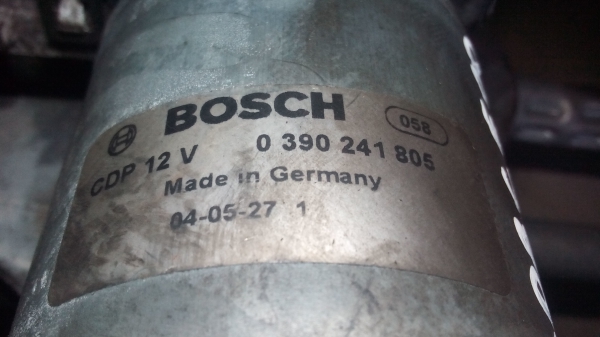 BOSCH 058
CDP 12 V 0 390 241 805
Made in Germany
04-05-27 1